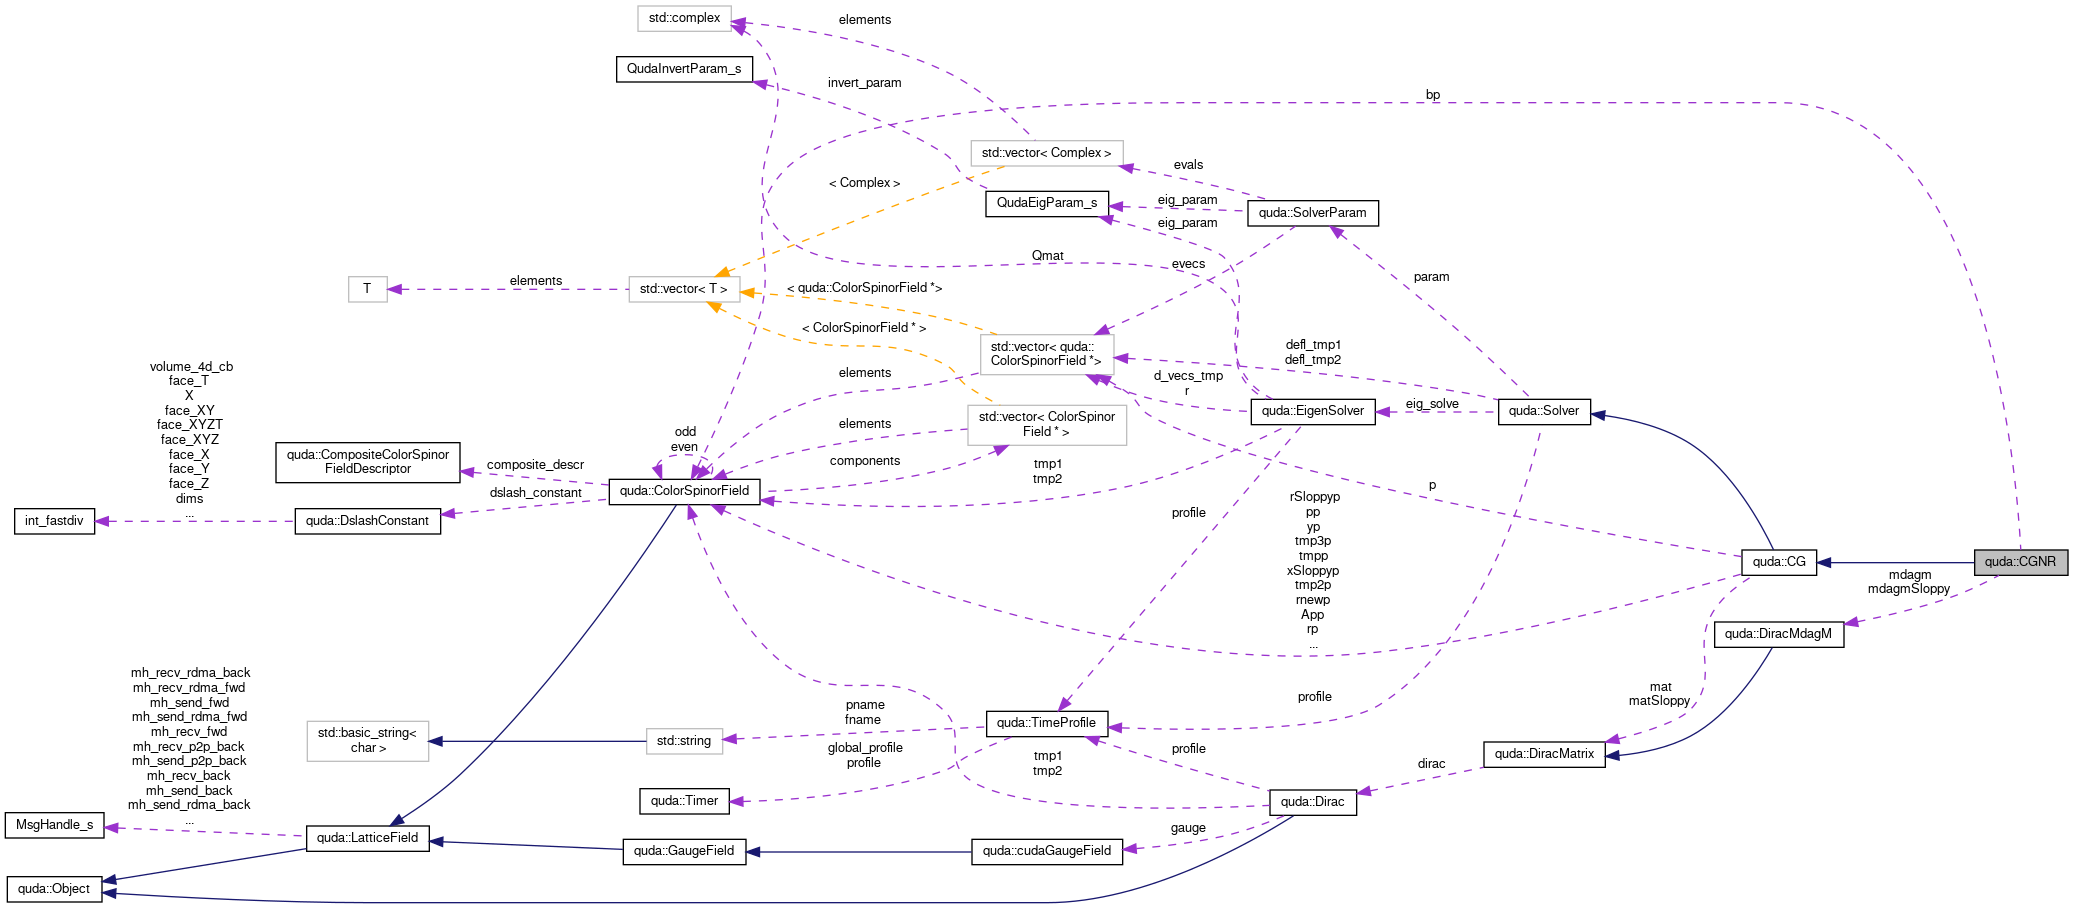 std::complex
elements
QudaInvertParam_s
invert_param
bp
std::vector< Complex >
evals
< Complex >
QudaEigParam_s
eig_param
quda::SolverParam
eig_param
Qmat
evecs
param
T
elements
std::vector< T >
< quda::ColorSpinorField *>
< ColorSpinorField * >
std::vector< quda::
ColorSpinorField *>
defl_tmp1
defl_tmp2
volume_4d_cb
face_T
X
face_XY
face_XYZT
face_XYZ
face_X
face_Y
face_Z
dims
...
elements
d_vecs_tmp
r
quda::EigenSolver
eig_solve
quda::Solver
std::vector< ColorSpinor
Field * >
elements
odd
even
quda::CompositeColorSpinor
FieldDescriptor
composite_descr
components
tmp1
tmp2
quda::ColorSpinorField
dslash_constant
int_fastdiv
quda::DslashConstant
p
profile
rSloppyp
pp
yp
tmp3p
tmpp
xSloppyp
tmp2p
rnewp
App
rp
...
quda::CG
quda::CGNR
mdagm
mdagmSloppy
quda::DiracMdagM
mh_recv_rdma_back
mh_recv_rdma_fwd
mh_send_fwd
mh_send_rdma_fwd
mh_recv_fwd
mh_recv_p2p_back
mh_send_p2p_back
mh_recv_back
mh_send_back
mh_send_rdma_back
...
mat
matSloppy
profile
pname
fname
quda::TimeProfile
std::basic_string<
char >
std::string
global_profile
profile
tmp1
tmp2
profile
quda::DiracMatrix
dirac
quda::Timer
quda::Dirac
MsgHandle_s
quda::LatticeField
gauge
quda::GaugeField
quda::cudaGaugeField
quda::Object